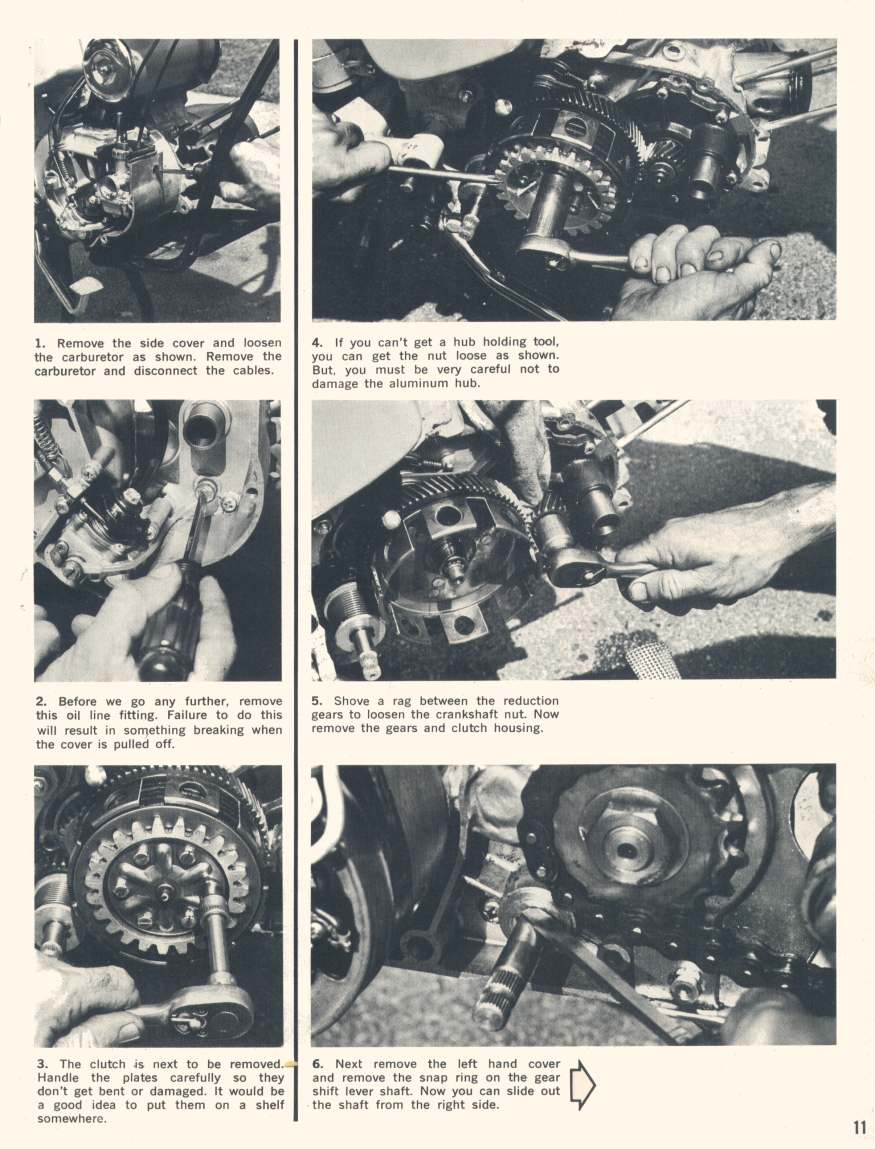 1. Remove the side cover and loosen
the carburetor as shown. Remove the
carburetor and disconnect the cables.
2. Before we go any further, remove
this oil line fitting. Failure to do this
will result in something breaking when
the cover is pulled off.
3. The clutch is next to be removed.
Handle the plates carefully so they
don't get bent or damaged. It would be
a good idea to put them on a shelf
somewhere.
4. If you can't get a hub holding tool,
you can get the nut loose as shown.
But, you must be very careful not to
damage the aluminum hub.
5. Shove a rag between the reduction
gears to loosen the crankshaft nut. Now
remove the gears and clutch housing.
6. Next remove the left hand cover
and remove the snap ring on the gear
shift lever shaft. Now you can slide out
the shaft from the right side.
11